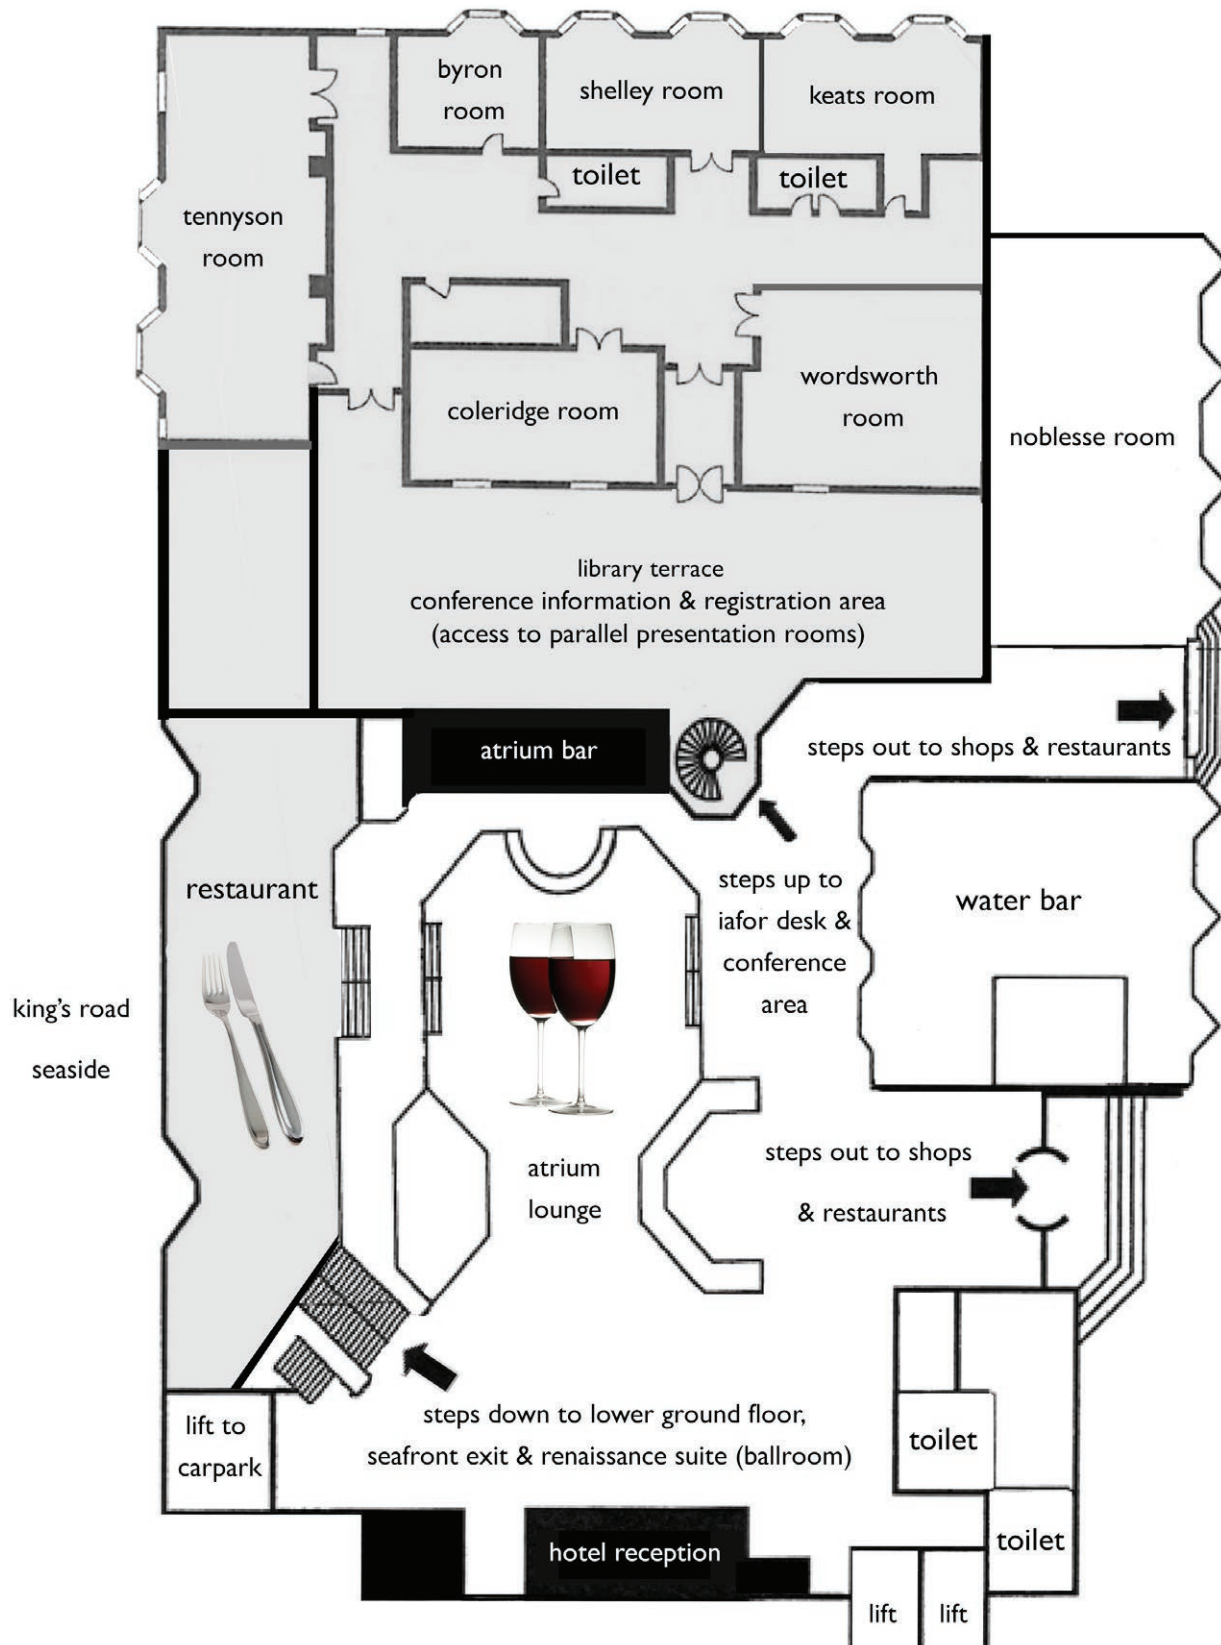 byron
room
shelley room
keats room
toilet
toilet
tennyson
room
wordsworth
room
coleridge room
noblesse room
library terrace
conference information & registration area
(access to parallel presentation rooms)
atrium bar
steps out to shops & restaurants
restaurant
steps up to
iafor desk &
conference
area
water bar
king's road
seaside
atrium
lounge
steps out to shops
& restaurants
lift to
carpark
steps down to lower ground floor,
seafront exit & renaissance suite (ballroom)
toilet
toilet
hotel reception
lift
lift